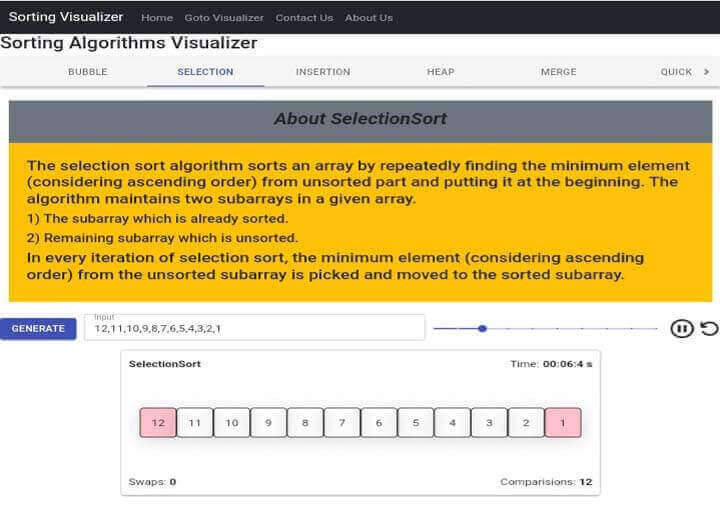 Sorting Visualizer Home Goto Visualizer Contact Us About Us
Sorting Algorithms Visualizer
BUBBLE SELECTION INSERTION HEAP MERGE QUICK >
About SelectionSort
The selection sort algorithm sorts an array by repeatedly finding the minimum element
(considering ascending order) from unsorted part and putting it at the beginning. The
algorithm maintains two subarrays in a given array.
1) The subarray which is already sorted.
2) Remaining subarray which is unsorted.
In every iteration of selection sort, the minimum element (considering ascending
order) from the unsorted subarray is picked and moved to the sorted subarray.
Input
GENERATE 12,11,10,9,8,7,6,5,4,3,2,1
SelectionSort Time: 00:06:4 s
12 11 10 9 8 7 6 5 4 3 2 1
Swaps: 0 Comparisions: 12